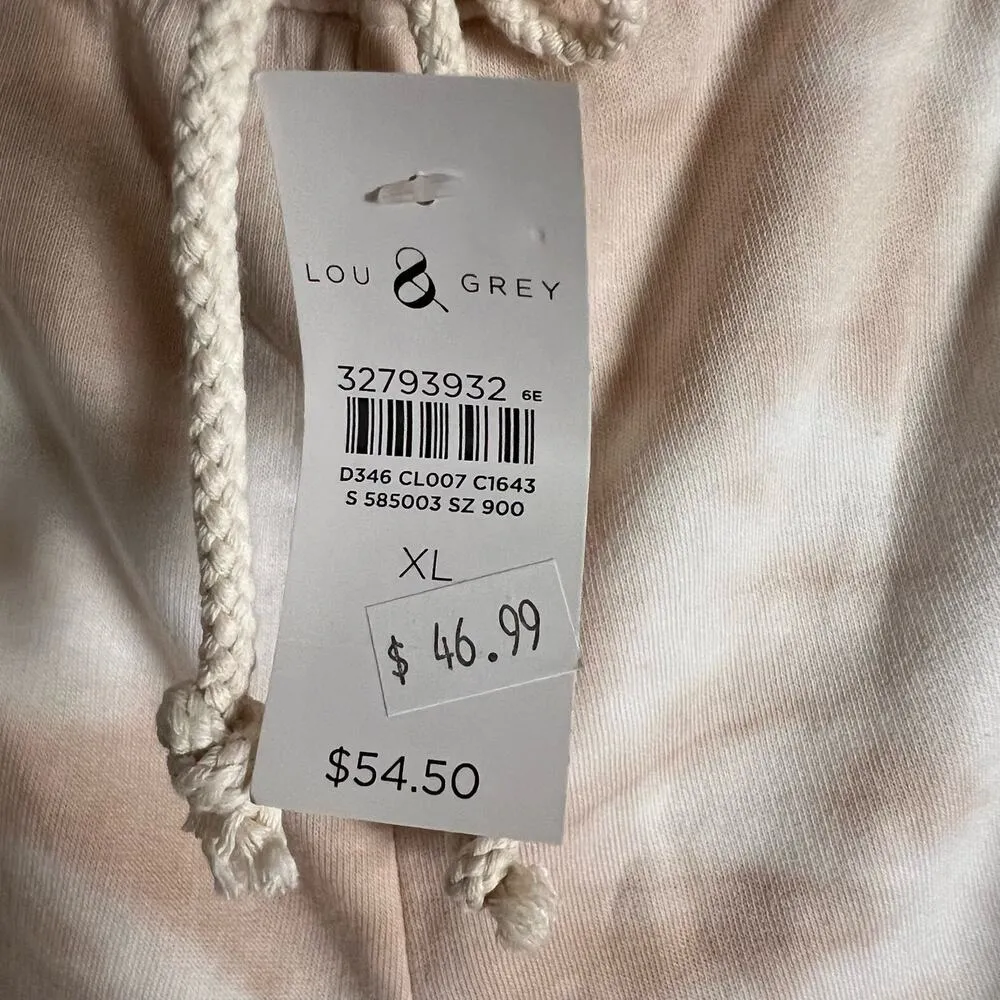 LOU & GREY
32793932 6E
D346 CL007 C1643
S 585003 SZ 900
XL
$ 46.99
$54.50